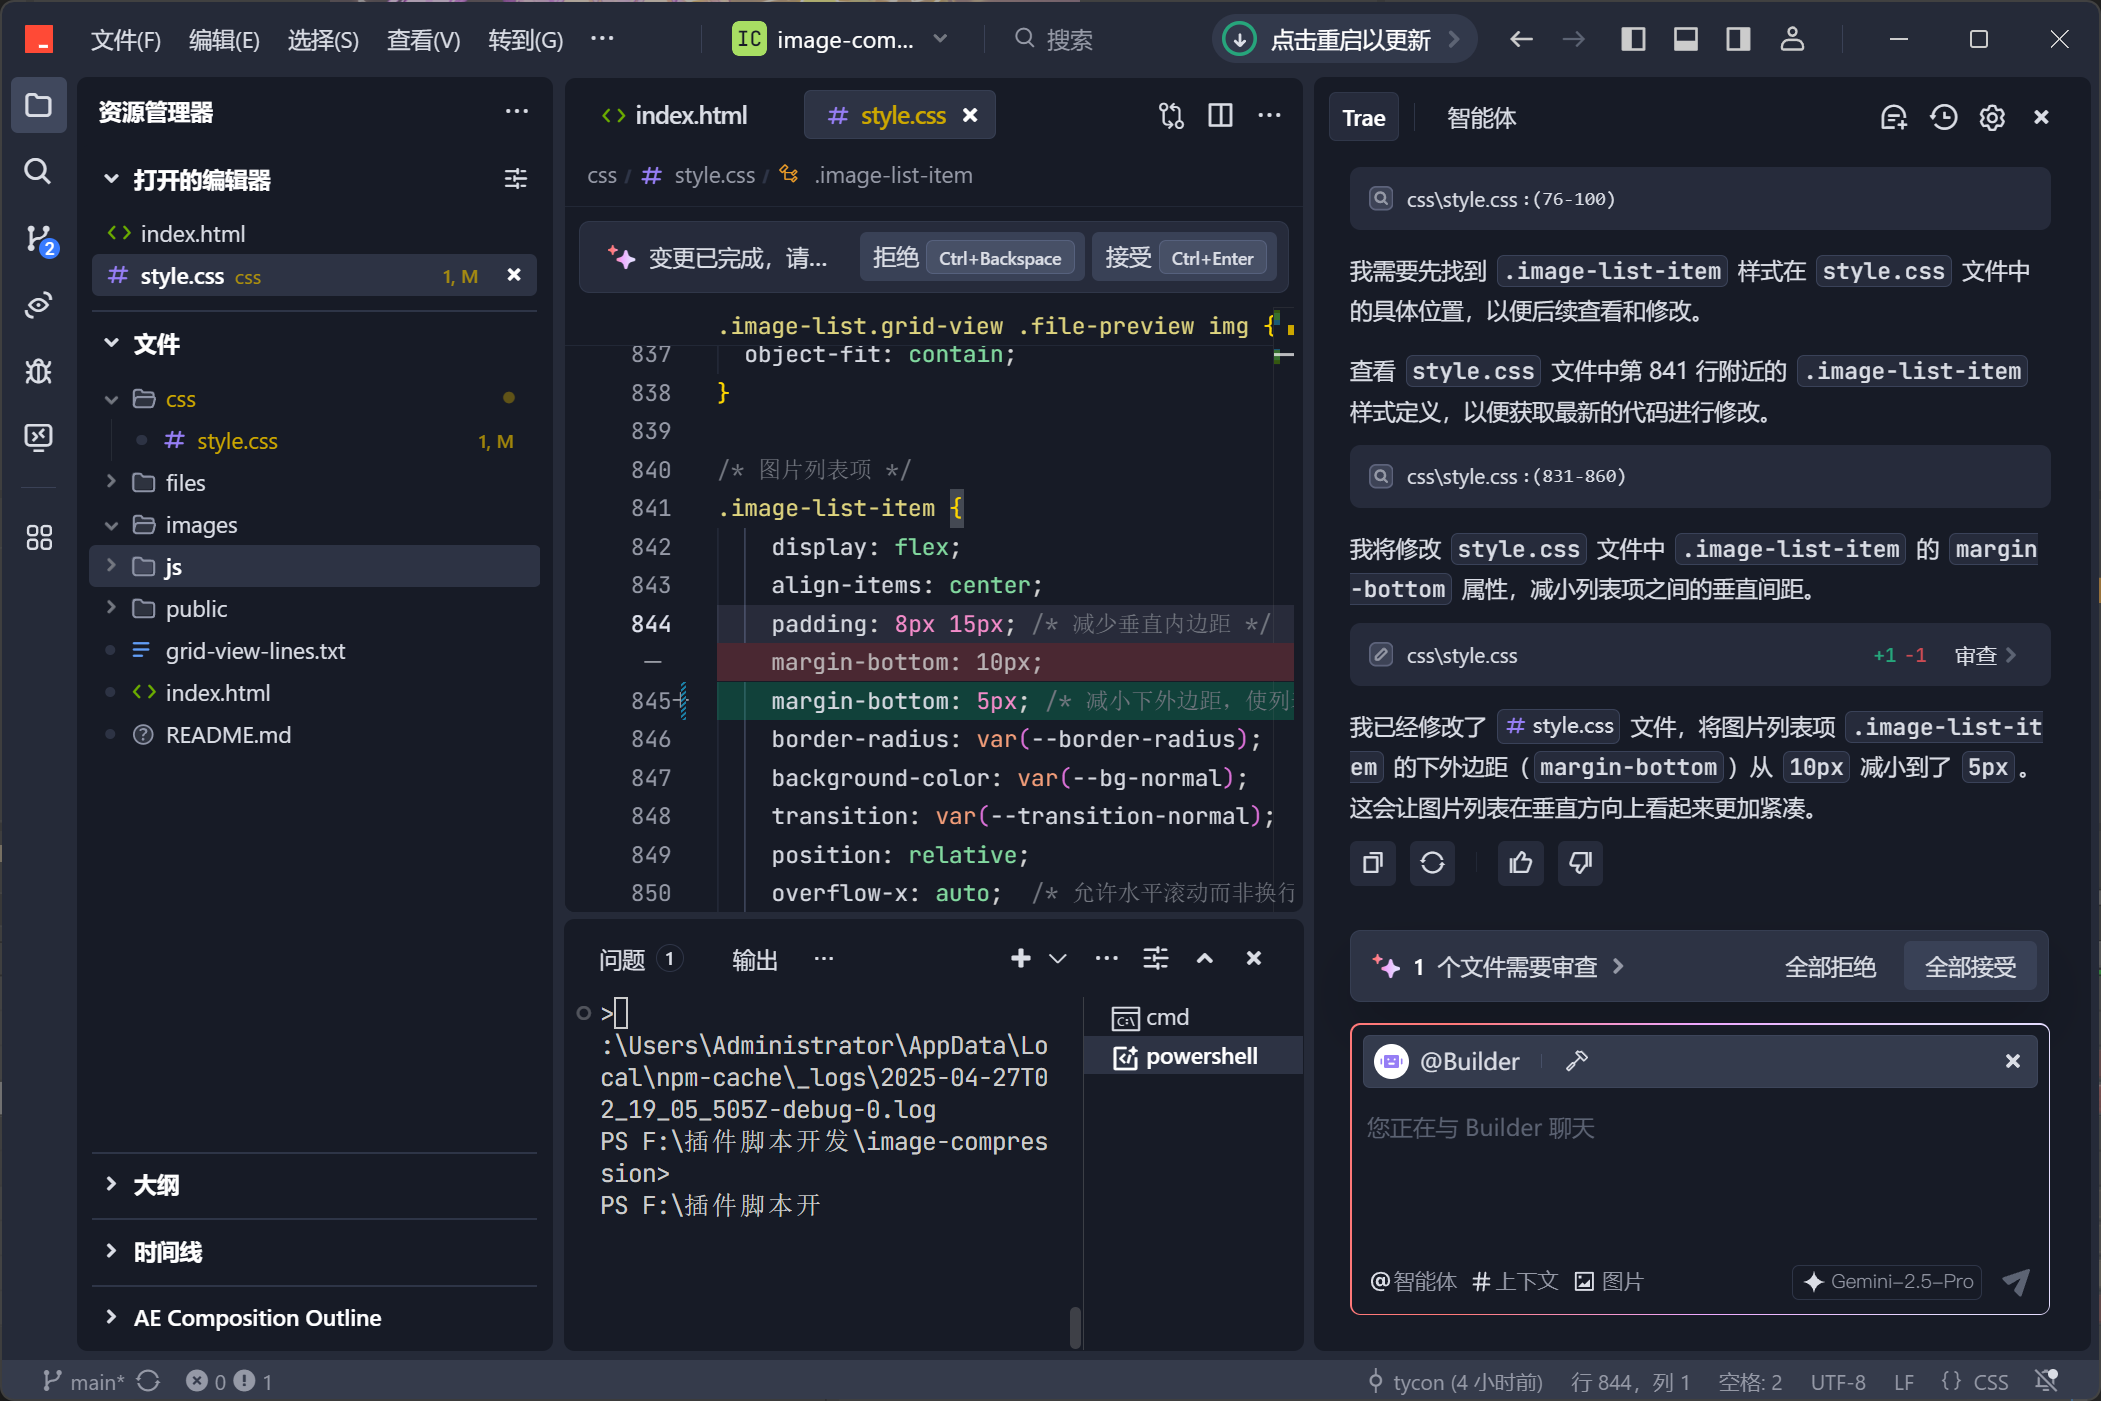 文件(F) 编辑(E) 选择(S) 查看(V) 转到(G) ··· IC image-com... 搜索 点击重启以更新
资源管理器
打开的编辑器
index.html
style.css css 1, M
文件
css
style.css 1, M
files
images
js
public
grid-view-lines.txt
index.html
README.md
大纲
时间线
AE Composition Outline
index.html # style.css
css / # style.css / .image-list-item
变更已完成，请... 拒绝 Ctrl+Backspace 接受 Ctrl+Enter
.image-list.grid-view .file-preview img {
837 object-fit: contain;
838 }
839
840 /* 图片列表项 */
841 .image-list-item {
842 display: flex;
843 align-items: center;
844 padding: 8px 15px; /* 减少垂直内边距 */
— margin-bottom: 10px;
845+ margin-bottom: 5px; /* 减小下外边距，使列
846 border-radius: var(--border-radius);
847 background-color: var(--bg-normal);
848 transition: var(--transition-normal);
849 position: relative;
850 overflow-x: auto; /* 允许水平滚动而非换行
问题 1 输出 ···
>
:\Users\Administrator\AppData\Lo
cal\npm-cache\_logs\2025-04-27T0
2_19_05_505Z-debug-0.log
PS F:\插件脚本开发\image-compres
sion>
PS F:\插件脚本开
cmd
powershell
Trae 智能体
css\style.css :(76-100)
我需要先找到 .image-list-item 样式在 style.css 文件中
的具体位置，以便后续查看和修改。
查看 style.css 文件中第 841 行附近的 .image-list-item
样式定义，以便获取最新的代码进行修改。
css\style.css :(831-860)
我将修改 style.css 文件中 .image-list-item 的 margin
-bottom 属性，减小列表项之间的垂直间距。
css\style.css +1 -1 审查
我已经修改了 # style.css 文件，将图片列表项 .image-list-it
em 的下外边距（ margin-bottom ）从 10px 减小到了 5px 。
这会让图片列表在垂直方向上看起来更加紧凑。
1 个文件需要审查 全部拒绝 全部接受
@Builder
您正在与 Builder 聊天
@智能体 # 上下文 图片 Gemini-2.5-Pro
main* 0 1 tycon (4 小时前) 行 844，列 1 空格: 2 UTF-8 LF {} CSS